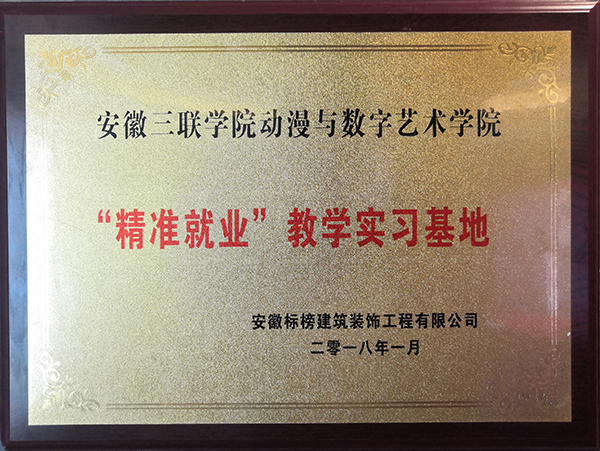 安徽三联学院动漫与数字艺术学院
“精准就业”教学实习基地
安徽标榜建筑装饰工程有限公司
二零一八年一月